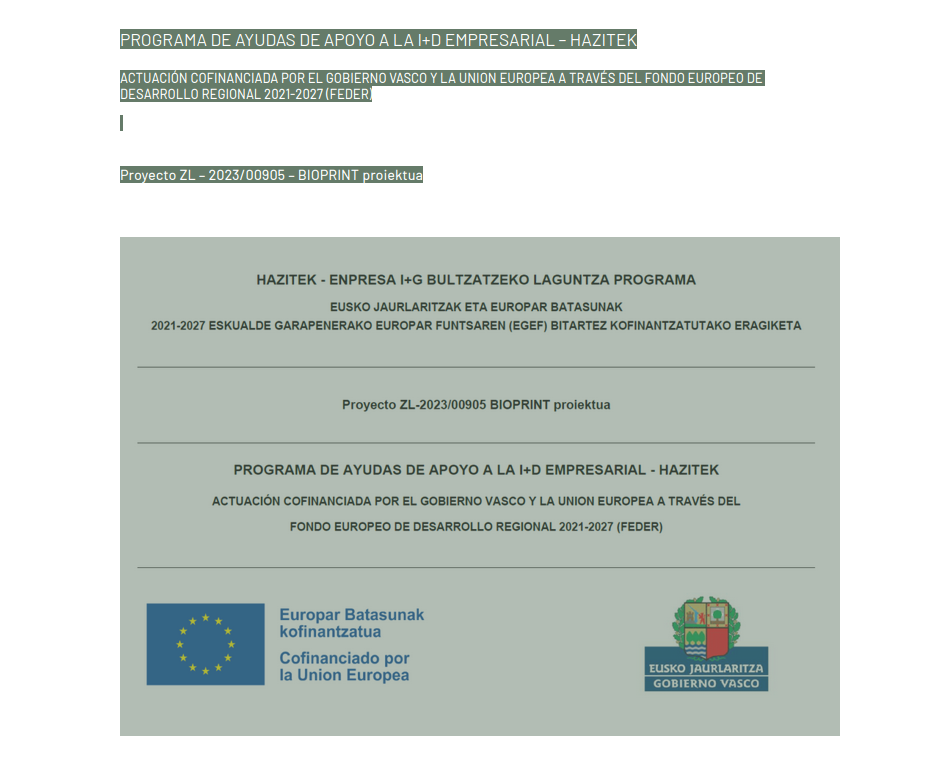 PROGRAMA DE AYUDAS DE APOYO A LA I+D EMPRESARIAL – HAZITEK
ACTUACIÓN COFINANCIADA POR EL GOBIERNO VASCO Y LA UNION EUROPEA A TRAVÉS DEL FONDO EUROPEO DE
DESARROLLO REGIONAL 2021-2027 (FEDER)
Proyecto ZL – 2023/00905 – BIOPRINT proiektua
HAZITEK - ENPRESA I+G BULTZATZEKO LAGUNTZA PROGRAMA
EUSKO JAURLARITZAK ETA EUROPAR BATASUNAK
2021-2027 ESKUALDE GARAPENERAKO EUROPAR FUNTSAREN (EGEF) BITARTEZ KOFINANTZATUTAKO ERAGIKETA
Proyecto ZL-2023/00905 BIOPRINT proiektua
PROGRAMA DE AYUDAS DE APOYO A LA I+D EMPRESARIAL - HAZITEK
ACTUACIÓN COFINANCIADA POR EL GOBIERNO VASCO Y LA UNION EUROPEA A TRAVÉS DEL
FONDO EUROPEO DE DESARROLLO REGIONAL 2021-2027 (FEDER)
Europar Batasunak
kofinantzatua
Cofinanciado por
la Union Europea
EUSKO JAURLARITZA
GOBIERNO VASCO